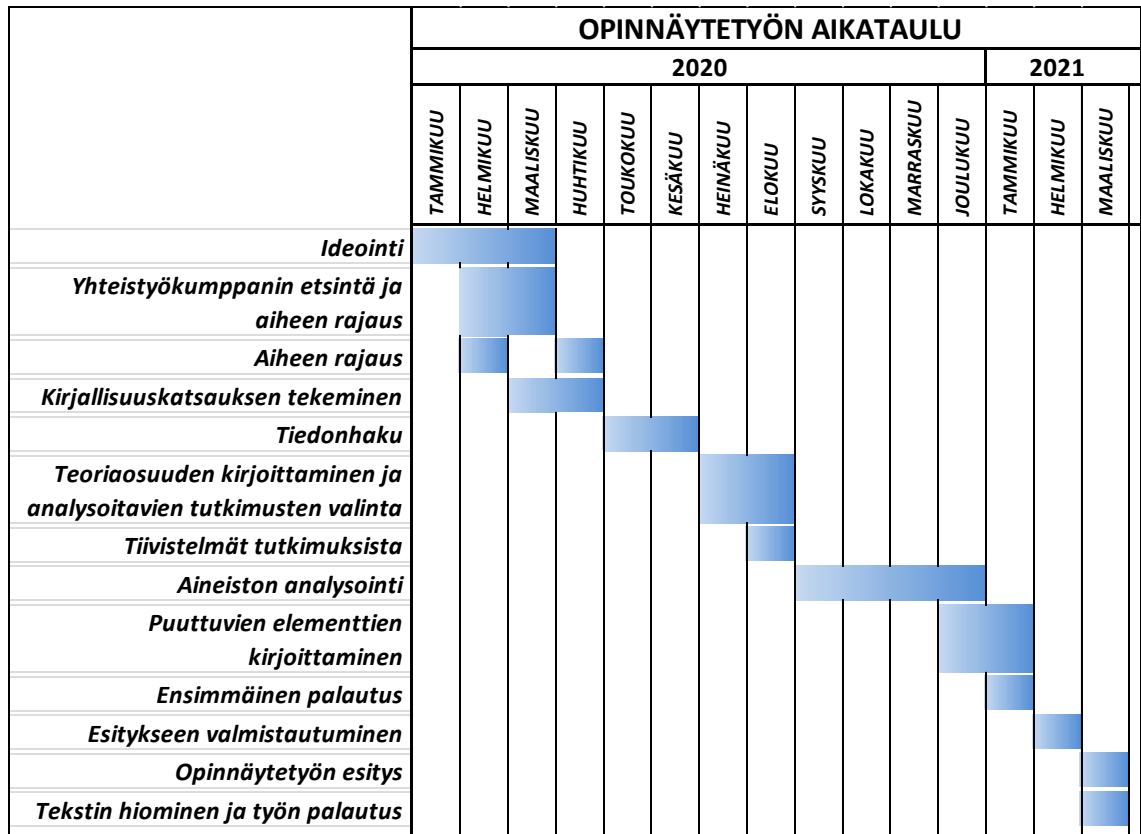 OPINNÄYTETYÖN AIKATAULU
2020
2021
TAMMIKUU
HELMIKUU
MAALISKUU
HUHTIKUU
TOUKOKUU
KESÄKUU
HEINÄKUU
ELOKUU
SYYSKUU
LOKAKUU
MARRASKUU
JOULUKUU
TAMMIKUU
HELMIKUU
MAALISKUU
Ideointi
Yhteistyökumppanin etsintä ja
aiheen rajaus
Aiheen rajaus
Kirjallisuuskatsauksen tekeminen
Tiedonhaku
Teoriaosuuden kirjoittaminen ja
analysoitavien tutkimusten valinta
Tiivistelmät tutkimuksista
Aineiston analysointi
Puuttuvien elementtien
kirjoittaminen
Ensimmäinen palautus
Esitykseen valmistautuminen
Opinnäytetyön esitys
Tekstin hiominen ja työn palautus